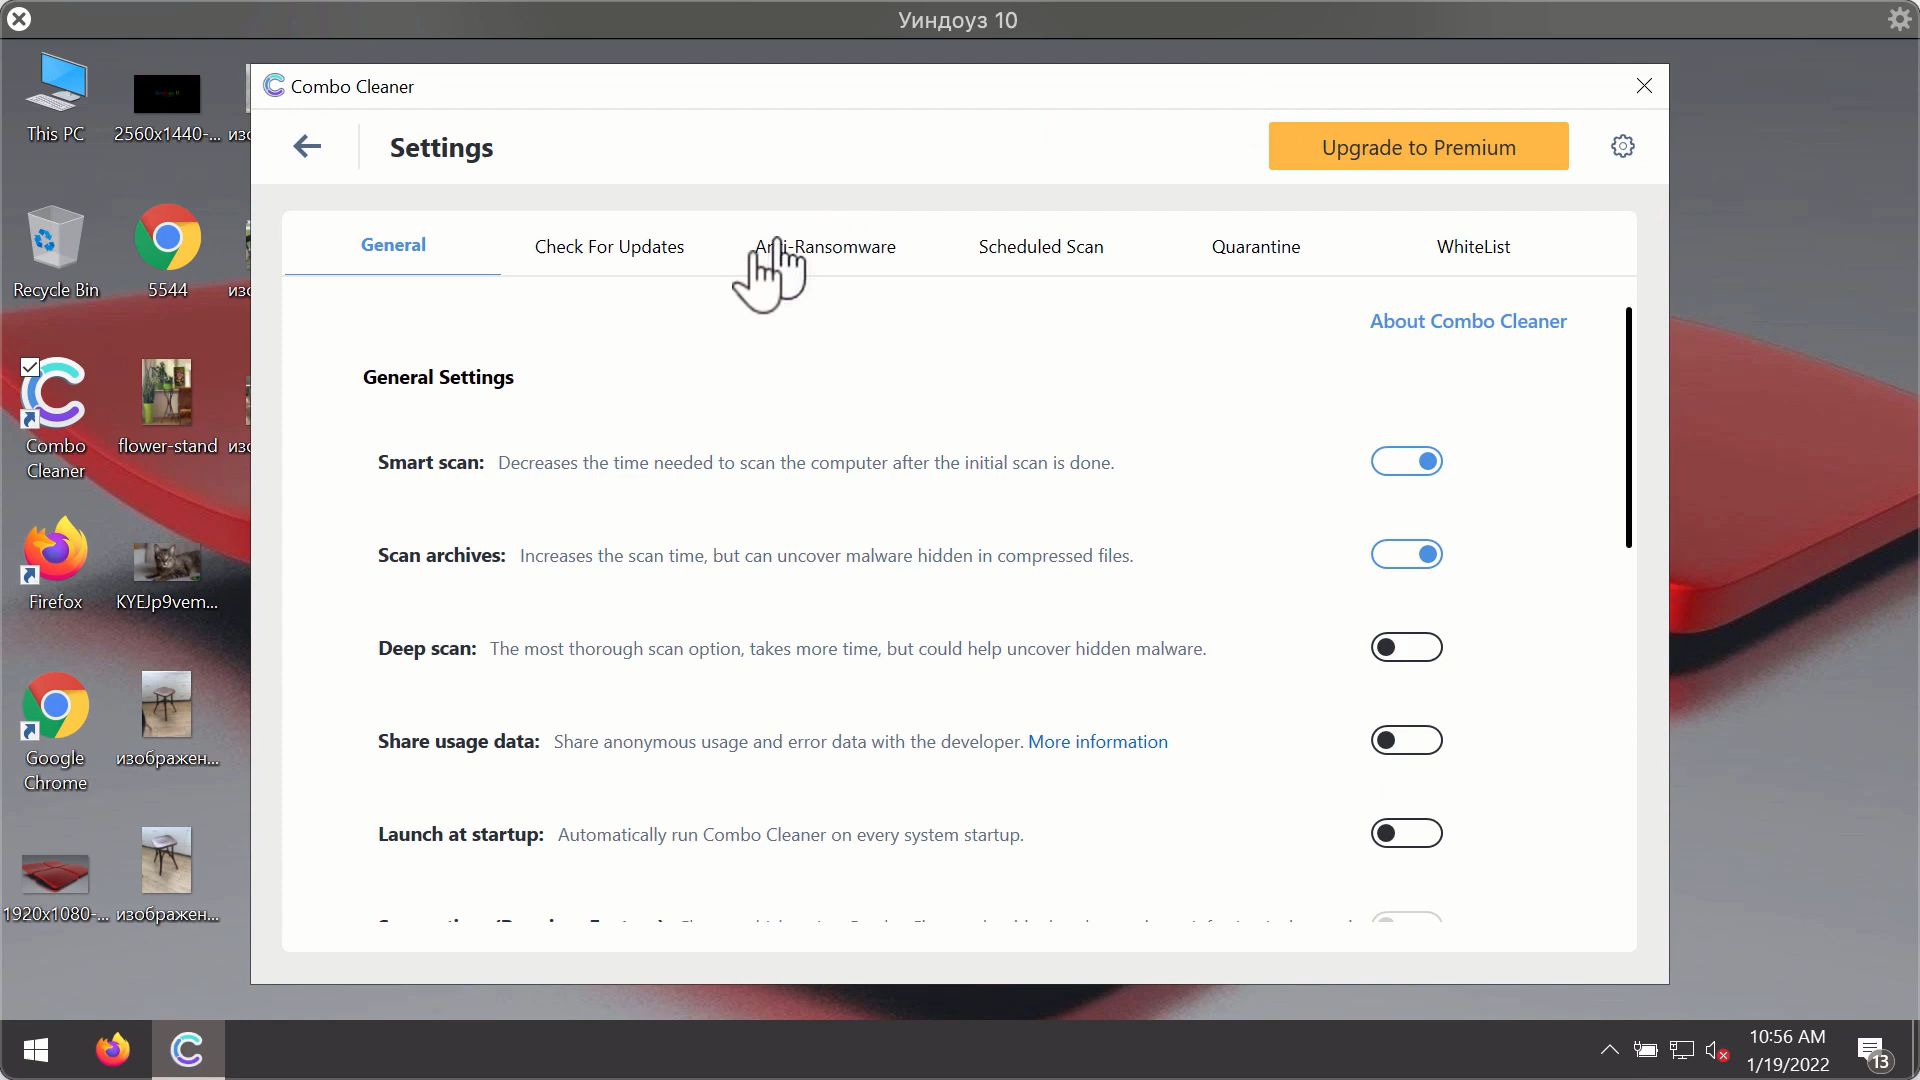 Уиндоуз 10
This PC
2560x1440-...
изо
Recycle Bin
5544
изо
Combo
Cleaner
flower-stand
изо
Firefox
KYEJp9vem...
Google
Chrome
изображен...
1920x1080-...
изображен...
Combo Cleaner
Settings
Upgrade to Premium
General
Check For Updates
Anti-Ransomware
Scheduled Scan
Quarantine
WhiteList
About Combo Cleaner
General Settings
Smart scan: Decreases the time needed to scan the computer after the initial scan is done.
Scan archives: Increases the scan time, but can uncover malware hidden in compressed files.
Deep scan: The most thorough scan option, takes more time, but could help uncover hidden malware.
Share usage data: Share anonymous usage and error data with the developer. More information
Launch at startup: Automatically run Combo Cleaner on every system startup.
10:56 AM
1/19/2022
13